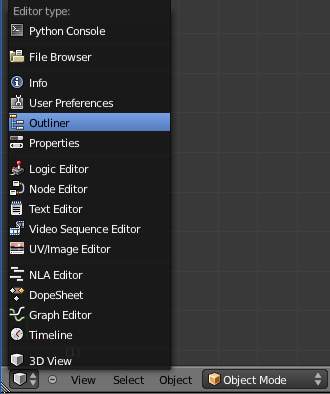 Editor type:
Python Console
File Browser
Info
User Preferences
Outliner
Properties
Logic Editor
Node Editor
Text Editor
Video Sequence Editor
UV/Image Editor
NLA Editor
DopeSheet
Graph Editor
Timeline
3D View
View Select Object Object Mode